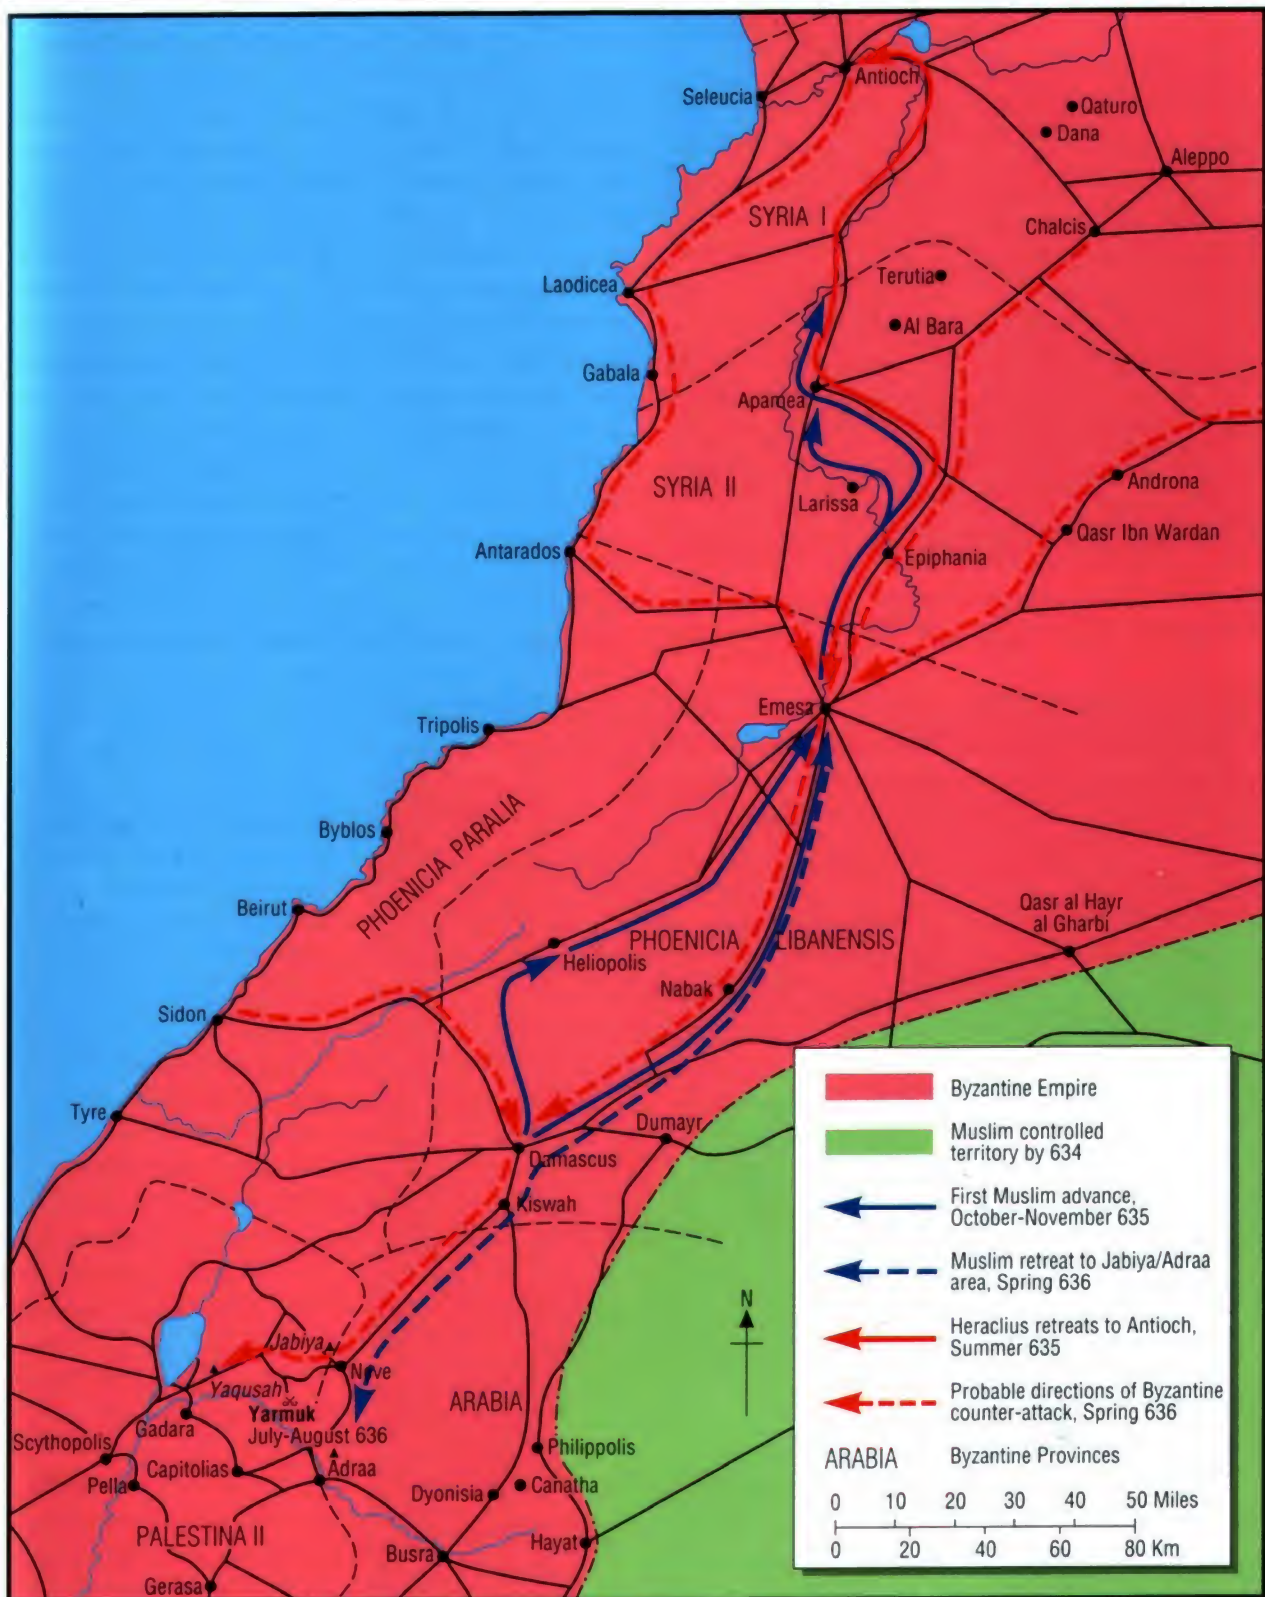 Antioch
Seleucia
Qaturo
Dana
Aleppo
SYRIA I
Chalcis
Laodicea
Terutia
Al Bara
Gabala
Apamea
SYRIA II
Larissa
Androna
Qasr Ibn Wardan
Antarados
Epiphania
Emesa
Tripolis
Byblos
PHOENICIA PARALIA
Beirut
Qasr al Hayr
al Gharbi
PHOENICIA LIBANENSIS
Heliopolis
Nabak
Sidon
Tyre
Dumayr
Damascus
Kiswah
Jabiya
Nave
Yaqusah
Yarmuk
July-August 636
ARABIA
Gadara
Scythopolis
Philippolis
Capitolias
Adraa
Pella
Canatha
Dyonisia
PALESTINA II
Hayat
Busra
Gerasa
N
Byzantine Empire
Muslim controlled
territory by 634
First Muslim advance,
October-November 635
Muslim retreat to Jabiya/Adraa
area, Spring 636
Heraclius retreats to Antioch,
Summer 635
Probable directions of Byzantine
counter-attack, Spring 636
ARABIA Byzantine Provinces
0 10 20 30 40 50 Miles
0 20 40 60 80 Km